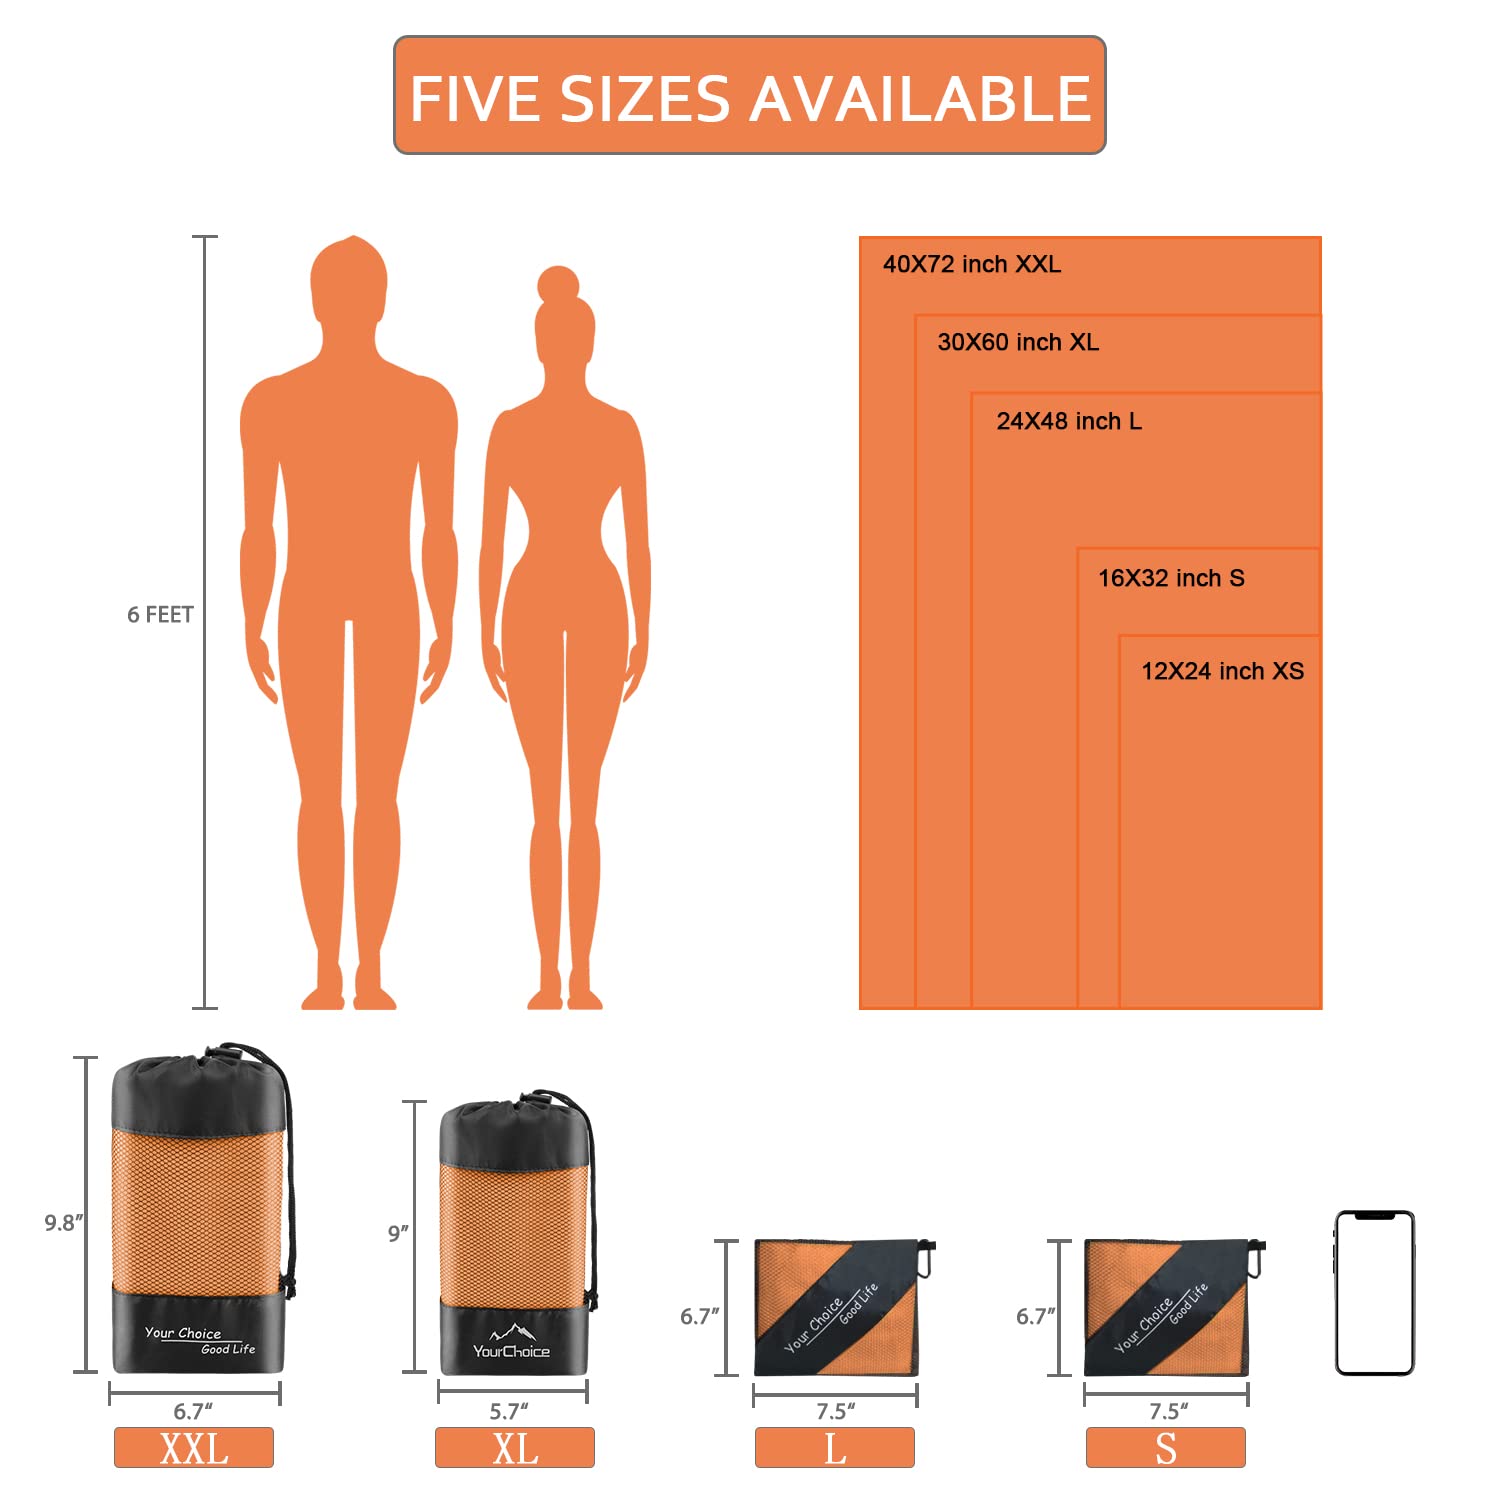 FIVE SIZES AVAILABLE
40X72 inch XXL
30X60 inch XL
24X48 inch L
16X32 inch S
12X24 inch XS
6 FEET
9.8"
Your Choice
Good Life
6.7"
XXL
9"
YourChoice
5.7"
XL
6.7"
Your Choice
Good Life
7.5"
L
6.7"
Your Choice
Good Life
7.5"
S